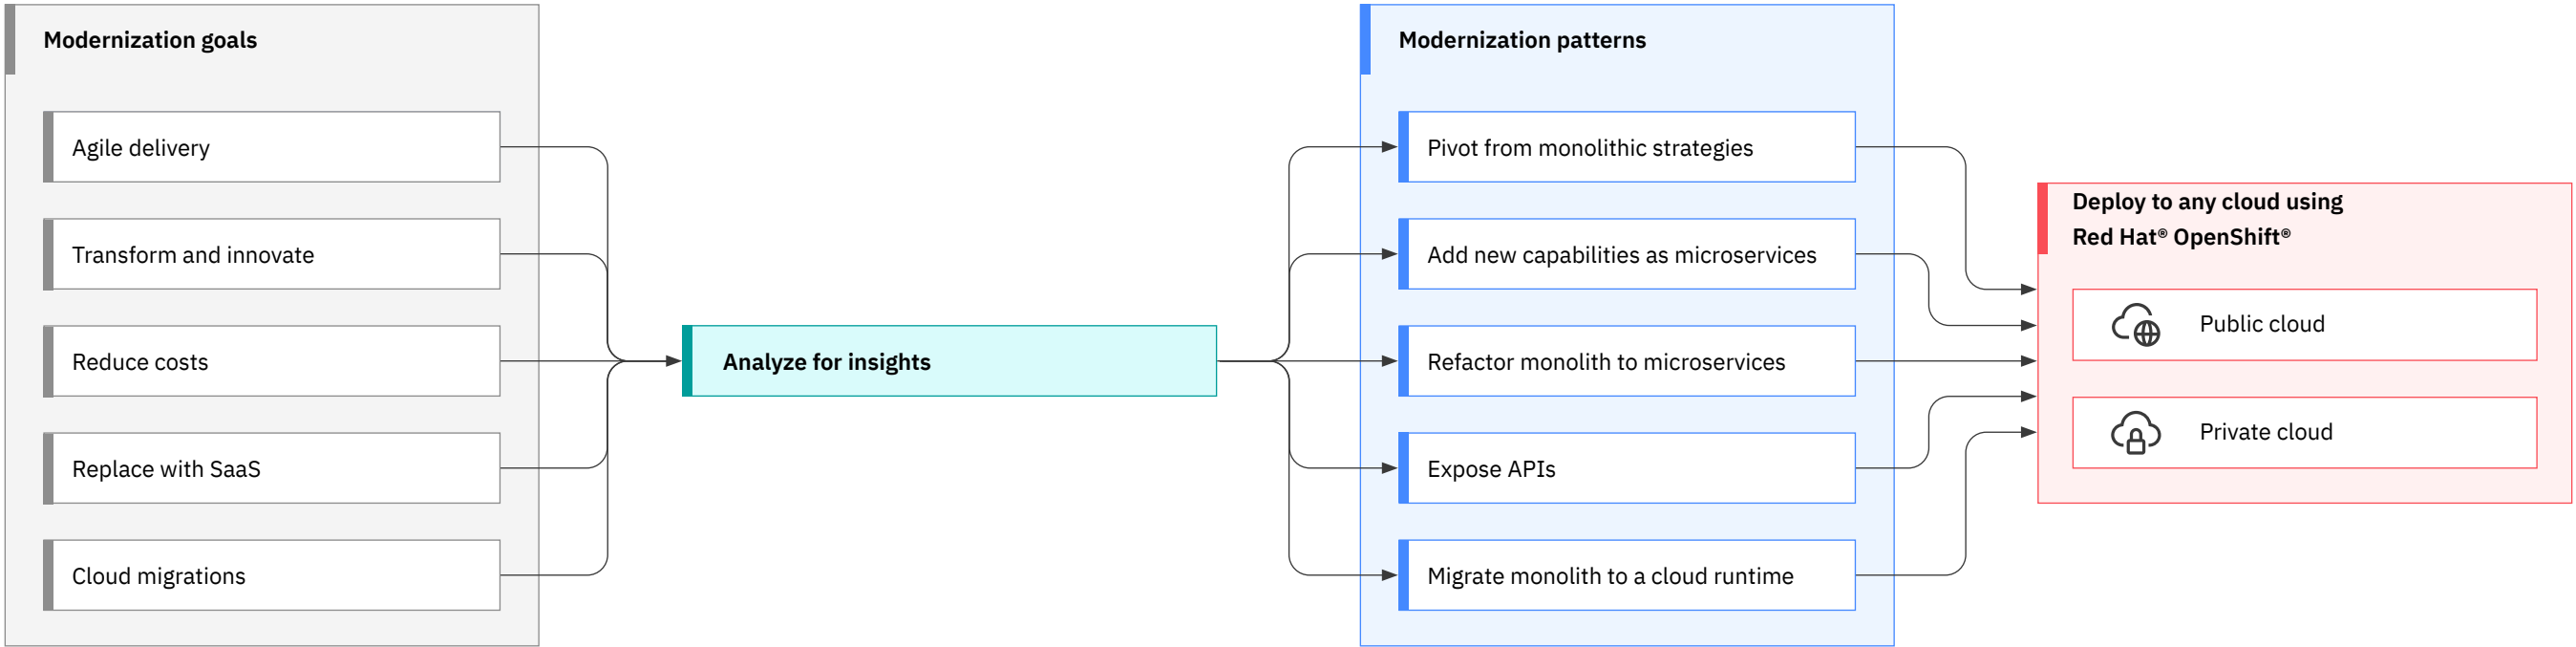 Modernization goals
Agile delivery
Transform and innovate
Reduce costs
Replace with SaaS
Cloud migrations
Analyze for insights
Modernization patterns
Pivot from monolithic strategies
Add new capabilities as microservices
Refactor monolith to microservices
Expose APIs
Migrate monolith to a cloud runtime
Deploy to any cloud using
Red Hat® OpenShift®
Public cloud
Private cloud